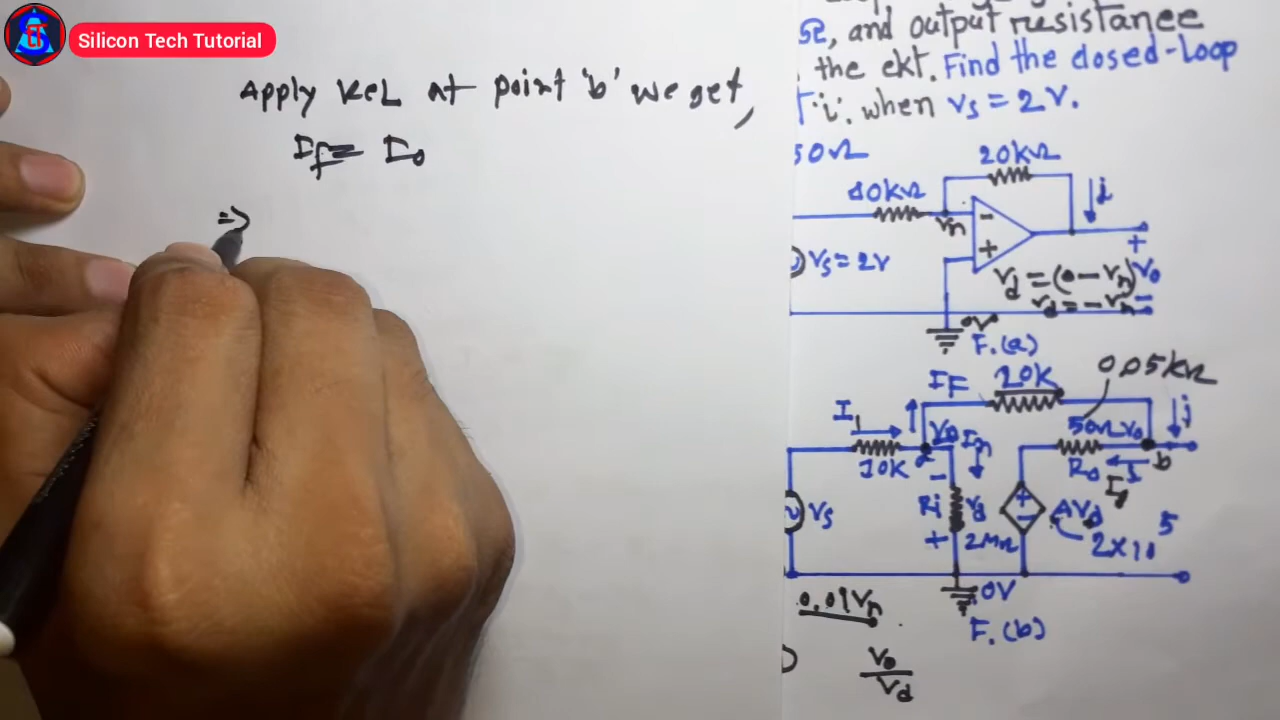 Silicon Tech Tutorial
Apply KCL at point 'b' we get,
If = Io
=>
Ω, and output resistance
the ckt. Find the closed-loop
i. when Vs = 2V.
50Ω
20kΩ
10kΩ
i
Vn
-
+
+
Vs = 2V
Vd = (0 - Vn)
Vo
Vd = -Vn
-
0V
F.(a)
0.05kΩ
IF
20K
I1
i
50Ω
Vo
In
10K
a
-
Ro
Io
b
Vs
Ri
Vd
+
-
AVd
+
2MΩ
2X10^5
0V
0.01Vn
F.(b)
Vo
Vd